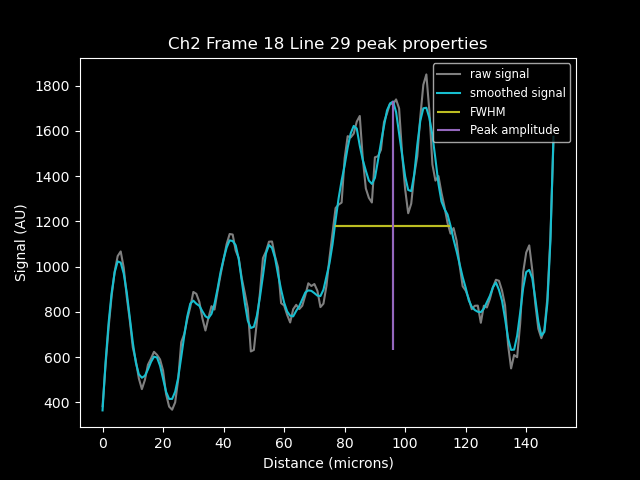 Ch2 Frame 18 Line 29 peak properties
raw signal
smoothed signal
FWHM
Peak amplitude
Signal (AU)
1800
1600
1400
1200
1000
800
600
400
0 20 40 60 80 100 120 140
Distance (microns)